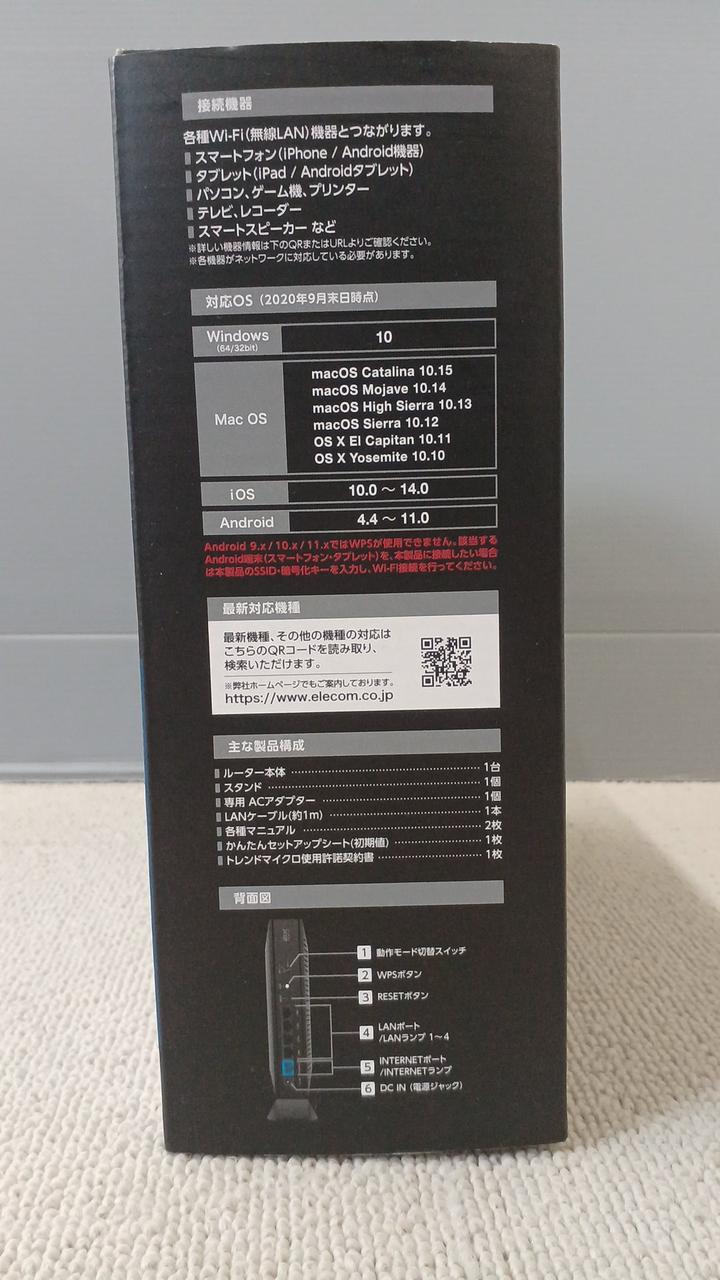 接続機器
各種Wi-Fi(無線LAN)機器とつながります。
スマートフォン(iPhone / Android機器)
タブレット(iPad / Androidタブレット)
パソコン、ゲーム機、プリンター
テレビ、レコーダー
スマートスピーカー など
※詳しい機器情報は下のQRまたはURLよりご確認ください。
※各機器がネットワークに対応している必要があります。
対応OS (2020年9月末日時点)
Windows 10
(64/32bit)
macOS Catalina 10.15
macOS Mojave 10.14
macOS High Sierra 10.13
Mac OS
macOS Sierra 10.12
OS X El Capitan 10.11
OS X Yosemite 10.10
iOS 10.0 ～ 14.0
Android 4.4 ～ 11.0
Android 9.x / 10.x / 11.xではWPSが使用できません。該当する
Android端末(スマートフォン・タブレット)を、本製品に接続したい場合
は本製品のSSID・暗号化キーを入力し、Wi-Fi接続を行ってください。
最新対応機種
最新機種、その他の機種の対応は
こちらのQRコードを読み取り、
検索いただけます。
※弊社ホームページでもご案内しております。
https://www.elecom.co.jp
主な製品構成
ルーター本体 1台
スタンド 1個
専用 ACアダプター 1個
LANケーブル(約1m) 1本
各種マニュアル 2枚
かんたんセットアップシート(初期値) 1枚
トレンドマイクロ使用許諾契約書 1枚
背面図
1 動作モード切替スイッチ
2 WPSボタン
3 RESETボタン
4 LANポート
/LANランプ 1～4
5 INTERNETポート
/INTERNETランプ
6 DC IN (電源ジャック)